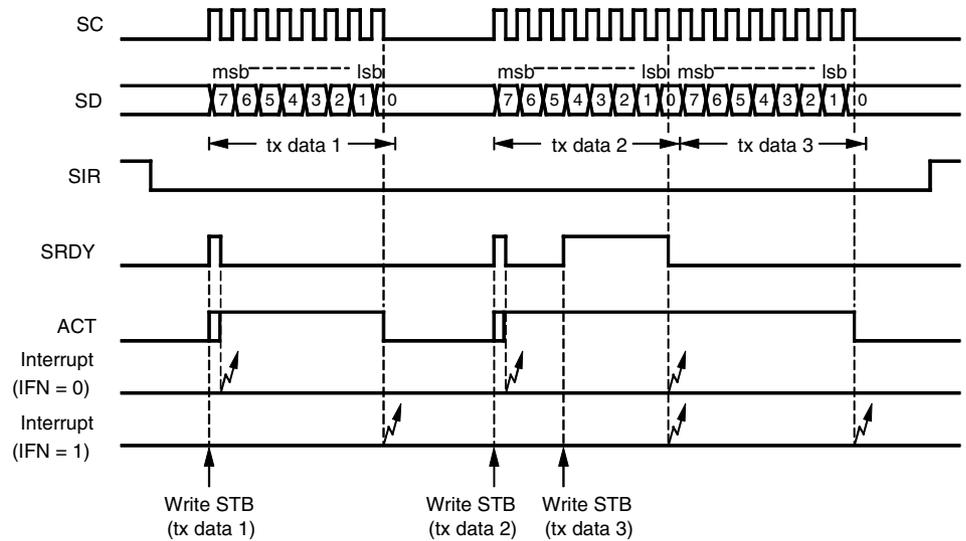 SC
msb lsb msb lsb msb lsb
SD 7 6 5 4 3 2 1 0 7 6 5 4 3 2 1 0 7 6 5 4 3 2 1 0
tx data 1 tx data 2 tx data 3
SIR
SRDY
ACT
Interrupt
(IFN = 0)
Interrupt
(IFN = 1)
Write STB Write STB Write STB
(tx data 1) (tx data 2) (tx data 3)